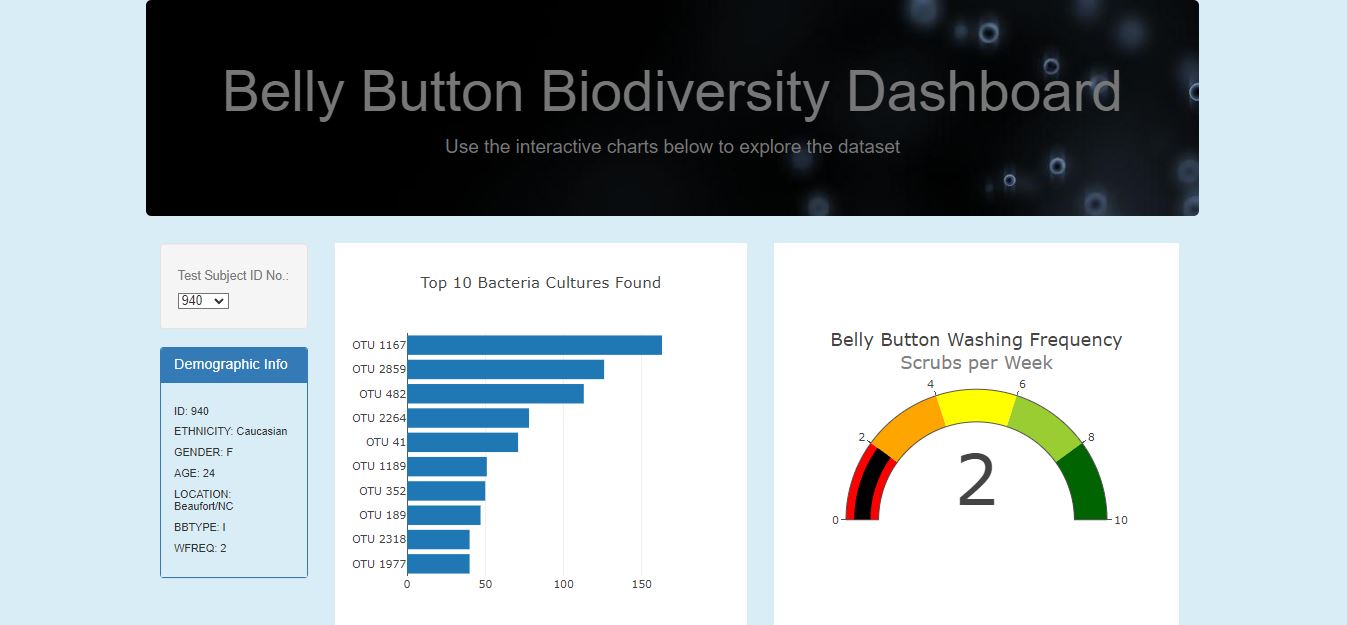 Belly Button Biodiversity Dashboard
Use the interactive charts below to explore the dataset
Test Subject ID No.:
940
Demographic Info
ID: 940
ETHNICITY: Caucasian
GENDER: F
AGE: 24
LOCATION:
Beaufort/NC
BBTYPE: I
WFREQ: 2
Top 10 Bacteria Cultures Found
OTU 1167
OTU 2859
OTU 482
OTU 2264
OTU 41
OTU 1189
OTU 352
OTU 189
OTU 2318
OTU 1977
0 50 100 150
Belly Button Washing Frequency
Scrubs per Week
4 6
2 8
2
0 10